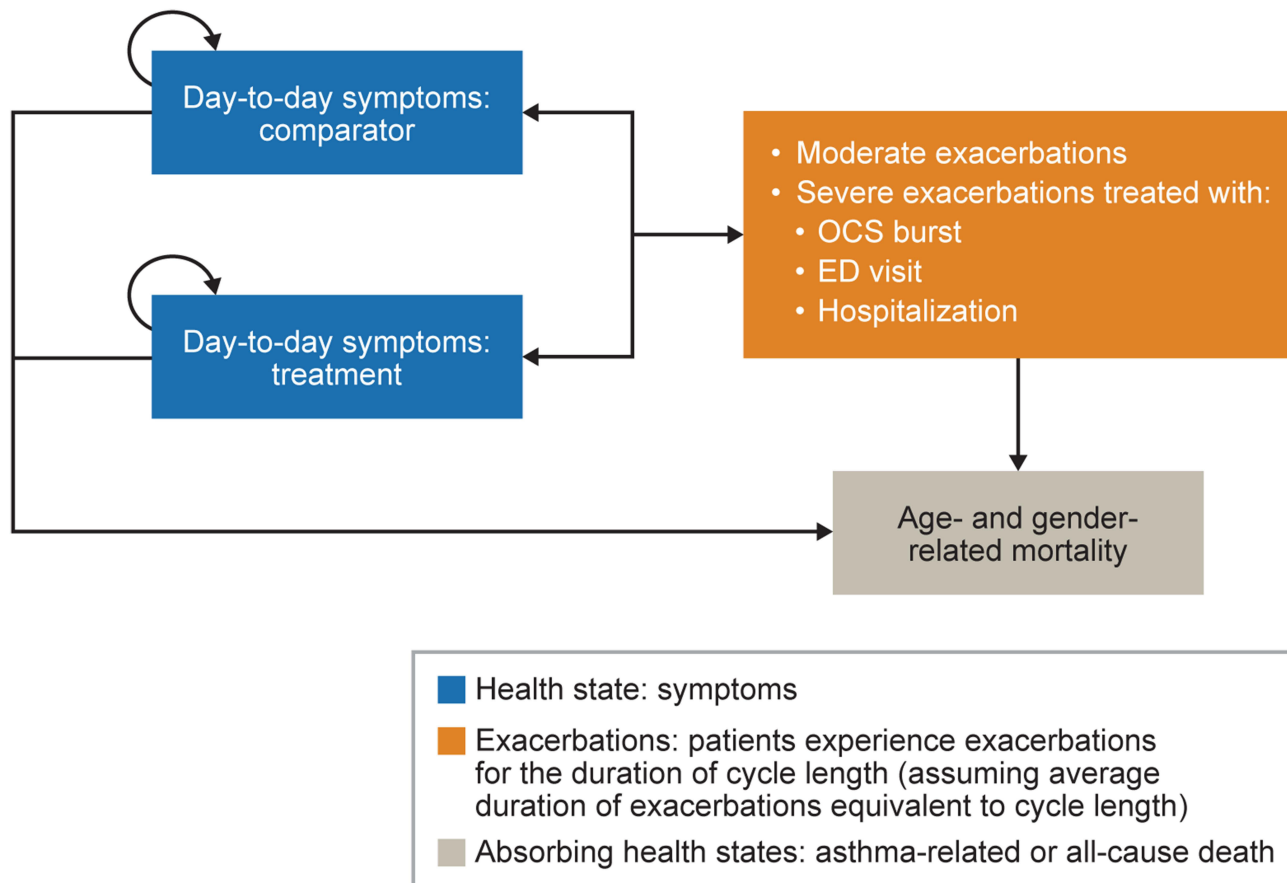 Day-to-day symptoms:
comparator
• Moderate exacerbations
• Severe exacerbations treated with:
• OCS burst
• ED visit
• Hospitalization
Day-to-day symptoms:
treatment
Age- and gender-
related mortality
Health state: symptoms
Exacerbations: patients experience exacerbations
for the duration of cycle length (assuming average
duration of exacerbations equivalent to cycle length)
Absorbing health states: asthma-related or all-cause death